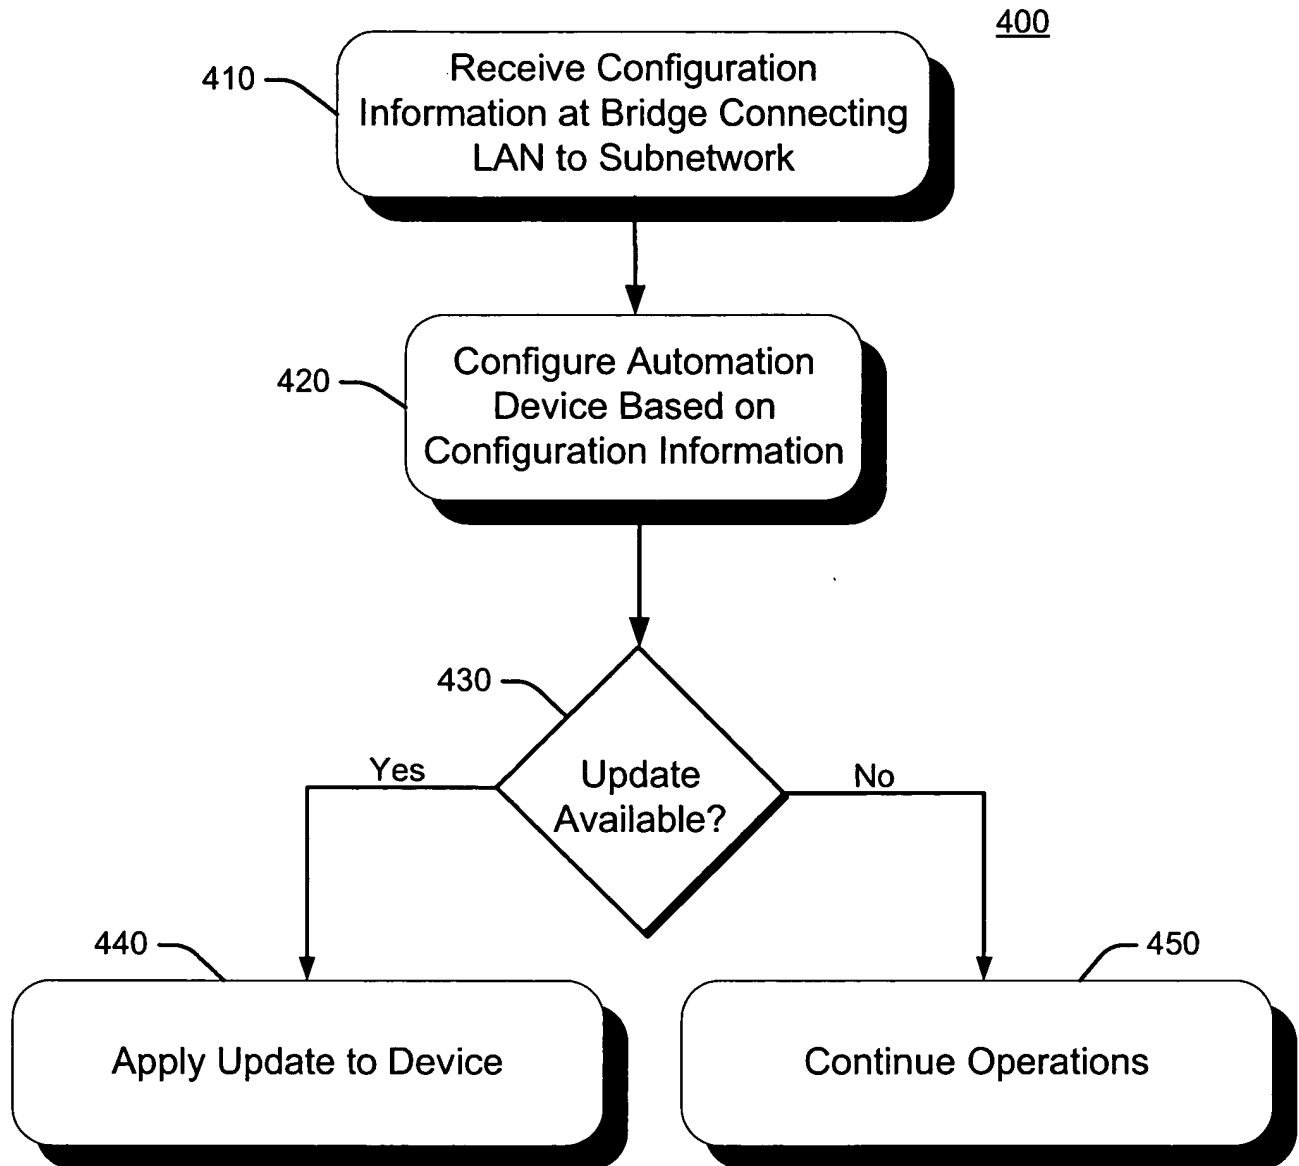 400
410
Receive Configuration
Information at Bridge Connecting
LAN to Subnetwork
420
Configure Automation
Device Based on
Configuration Information
430
Update
Available?
Yes
No
440
Apply Update to Device
450
Continue Operations